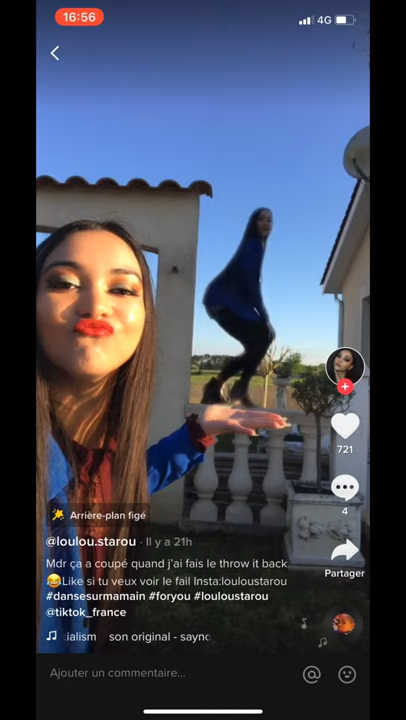 16:56
4G
721
4
Partager
Arrière-plan figé
@loulou.starou · Il y a 21h
Mdr ça a coupé quand j'ai fais le throw it back
😂Like si tu veux voir le fail Insta:louloustarou
#dansesurmamain #foryou #louloustarou
@tiktok_france
ialism son original - saync
Ajouter un commentaire...